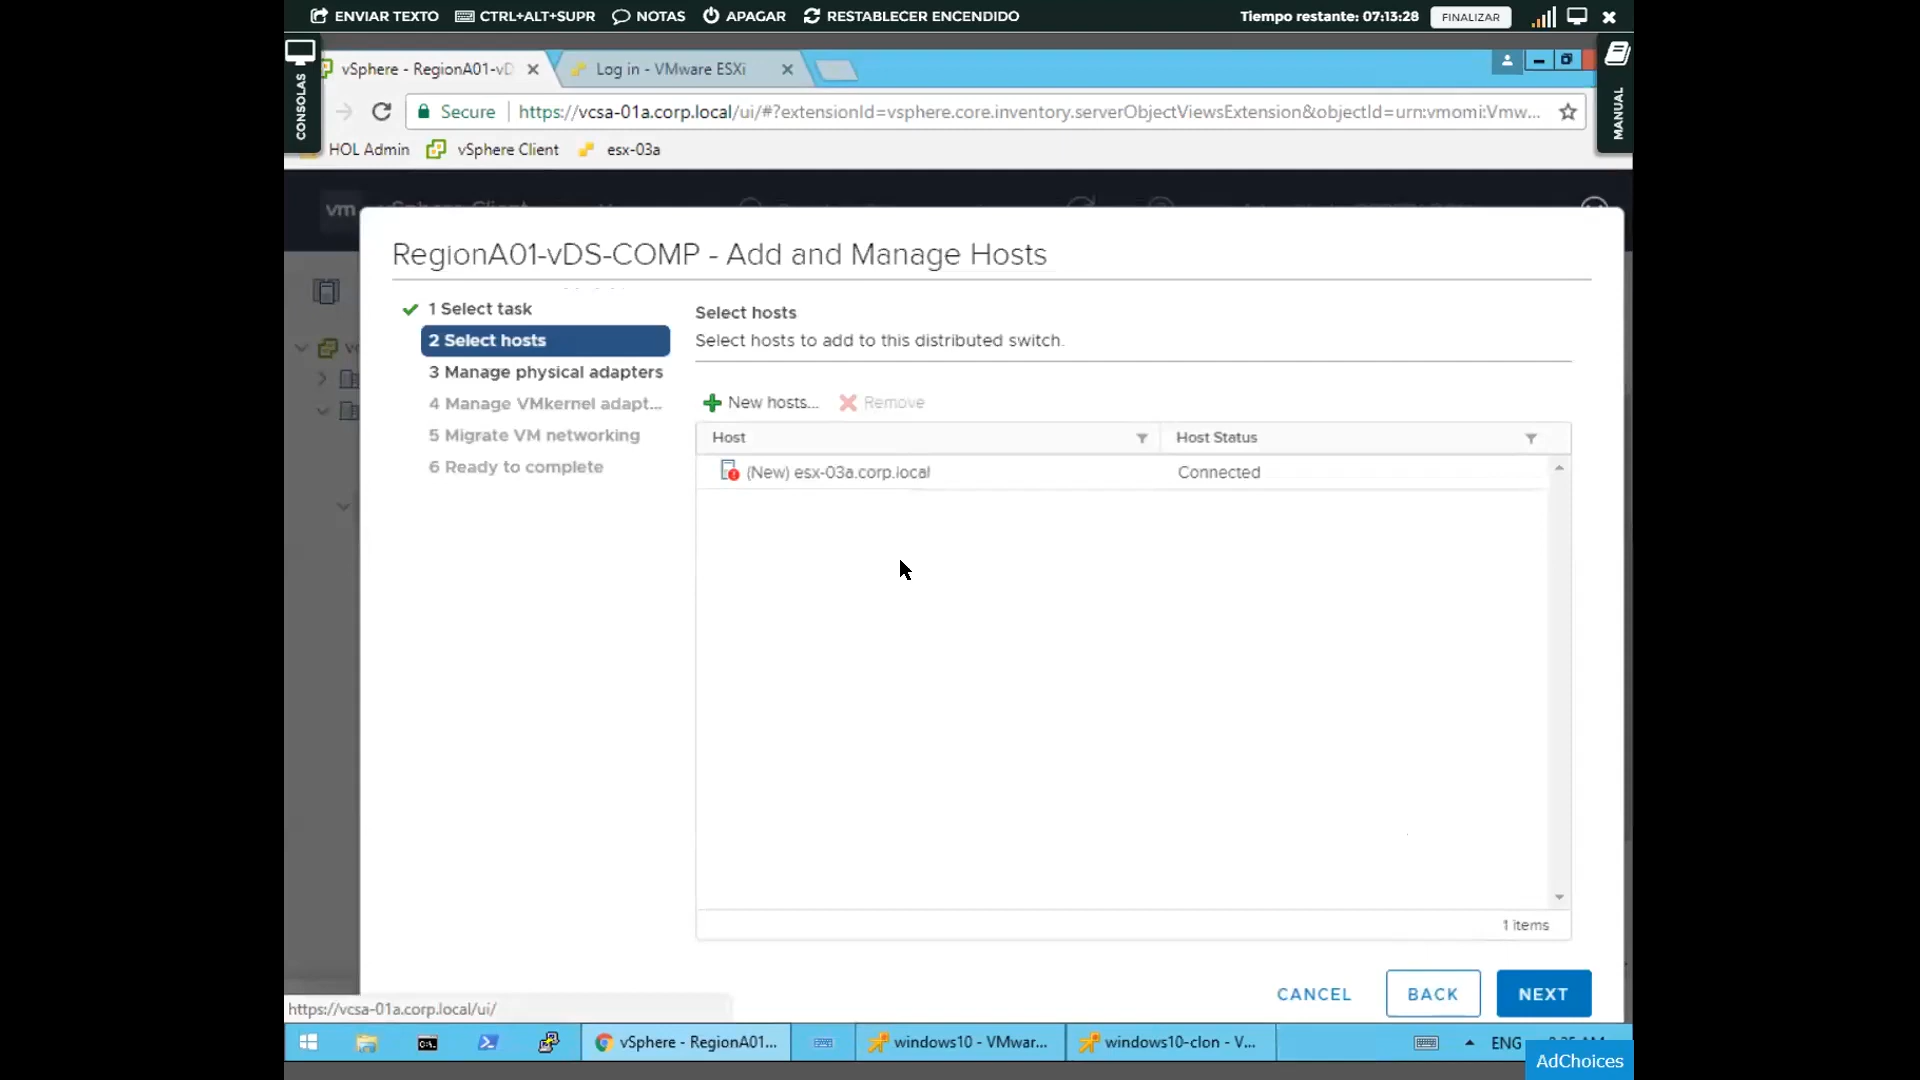 ENVIAR TEXTO CTRL+ALT+SUPR NOTAS APAGAR RESTABLECER ENCENDIDO Tiempo restante: 07:13:28 FINALIZAR
CONSOLAS
MANUAL
vSphere - RegionA01-vD Log in - VMware ESXi
Secure https://vcsa-01a.corp.local/ui/#?extensionId=vsphere.core.inventory.serverObjectViewsExtension&objectId=urn:vmomi:Vmw...
HOL Admin vSphere Client esx-03a
vm vSphere Client
RegionA01-vDS-COMP - Add and Manage Hosts
1 Select task
2 Select hosts
3 Manage physical adapters
4 Manage VMkernel adapt...
5 Migrate VM networking
6 Ready to complete
Select hosts
Select hosts to add to this distributed switch.
New hosts... Remove
Host Host Status
(New) esx-03a.corp.local Connected
1 items
CANCEL BACK NEXT
https://vcsa-01a.corp.local/ui/
vSphere - RegionA01... windows10 - VMwar... windows10-clon - V... ENG
AdChoices